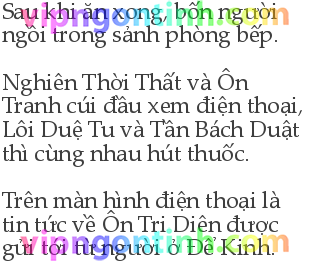 Sau khi ăn xong, bốn người
ngồi trong sảnh phòng bếp.
Nghiên Thời Thất và Ôn
Tranh cúi đầu xem điện thoại,
Lôi Duệ Tu và Tần Bách Duật
thì cùng nhau hút thuốc.
Trên màn hình điện thoại là
tin tức về Ôn Tri Diên được
gửi tới từ người ở Đế Kinh.
vipngontinh.com
vipngontinh.com